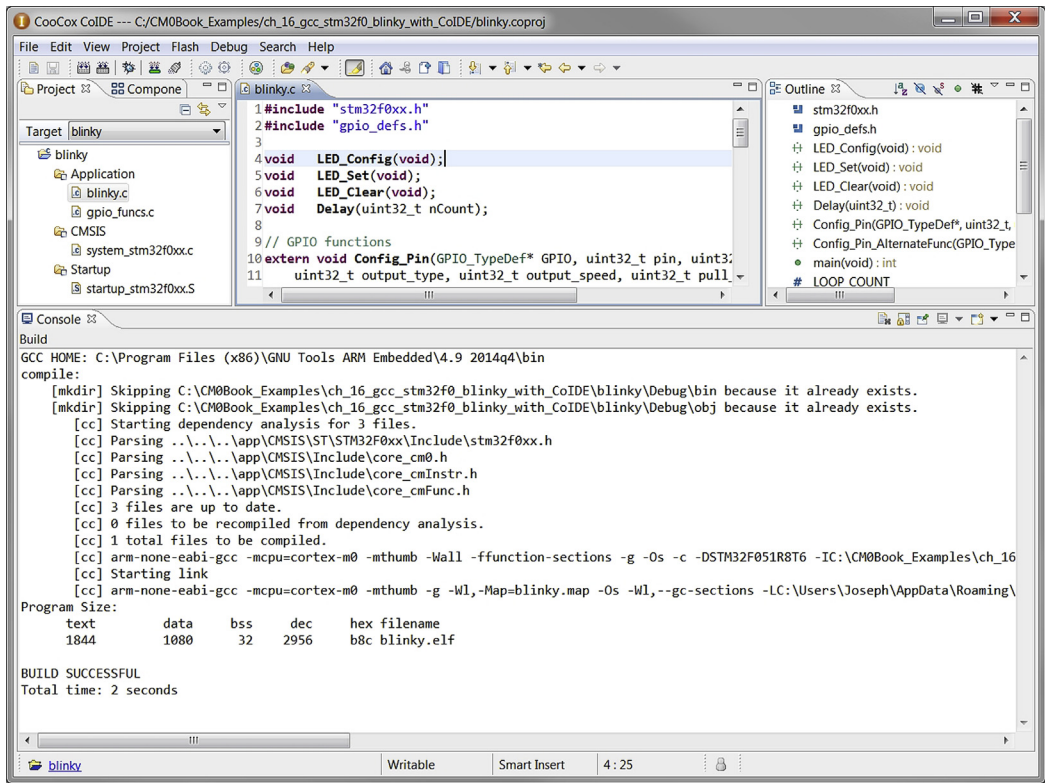 CooCox CoIDE --- C:/CM0Book_Examples/ch_16_gcc_stm32f0_blinky_with_CoIDE/blinky.coproj
File Edit View Project Flash Debug Search Help
Project Compone
Target blinky
blinky
Application
blinky.c
gpio_funcs.c
CMSIS
system_stm32f0xx.c
Startup
startup_stm32f0xx.S
blinky.c
1 #include "stm32f0xx.h"
2 #include "gpio_defs.h"
3
4 void LED_Config(void);
5 void LED_Set(void);
6 void LED_Clear(void);
7 void Delay(uint32_t nCount);
8
9 // GPIO functions
10 extern void Config_Pin(GPIO_TypeDef* GPIO, uint32_t pin, uint32
11 uint32_t output_type, uint32_t output_speed, uint32_t pull_
Outline
stm32f0xx.h
gpio_defs.h
LED_Config(void) : void
LED_Set(void) : void
LED_Clear(void) : void
Delay(uint32_t) : void
Config_Pin(GPIO_TypeDef*, uint32_t,
Config_Pin_AlternateFunc(GPIO_Type
main(void) : int
# LOOP COUNT
Console
Build
GCC HOME: C:\Program Files (x86)\GNU Tools ARM Embedded\4.9 2014q4\bin
compile:
[mkdir] Skipping C:\CM0Book_Examples\ch_16_gcc_stm32f0_blinky_with_CoIDE\blinky\Debug\bin because it already exists.
[mkdir] Skipping C:\CM0Book_Examples\ch_16_gcc_stm32f0_blinky_with_CoIDE\blinky\Debug\obj because it already exists.
[cc] Starting dependency analysis for 3 files.
[cc] Parsing ..\..\..\app\CMSIS\ST\STM32F0xx\Include\stm32f0xx.h
[cc] Parsing ..\..\..\app\CMSIS\Include\core_cm0.h
[cc] Parsing ..\..\..\app\CMSIS\Include\core_cmInstr.h
[cc] Parsing ..\..\..\app\CMSIS\Include\core_cmFunc.h
[cc] 3 files are up to date.
[cc] 0 files to be recompiled from dependency analysis.
[cc] 1 total files to be compiled.
[cc] arm-none-eabi-gcc -mcpu=cortex-m0 -mthumb -Wall -ffunction-sections -g -Os -c -DSTM32F051R8T6 -IC:\CM0Book_Examples\ch_16
[cc] Starting link
[cc] arm-none-eabi-gcc -mcpu=cortex-m0 -mthumb -g -Wl,-Map=blinky.map -Os -Wl,--gc-sections -LC:\Users\Joseph\AppData\Roaming\
Program Size:
text data bss dec hex filename
1844 1080 32 2956 b8c blinky.elf
BUILD SUCCESSFUL
Total time: 2 seconds
blinky Writable Smart Insert 4 : 25